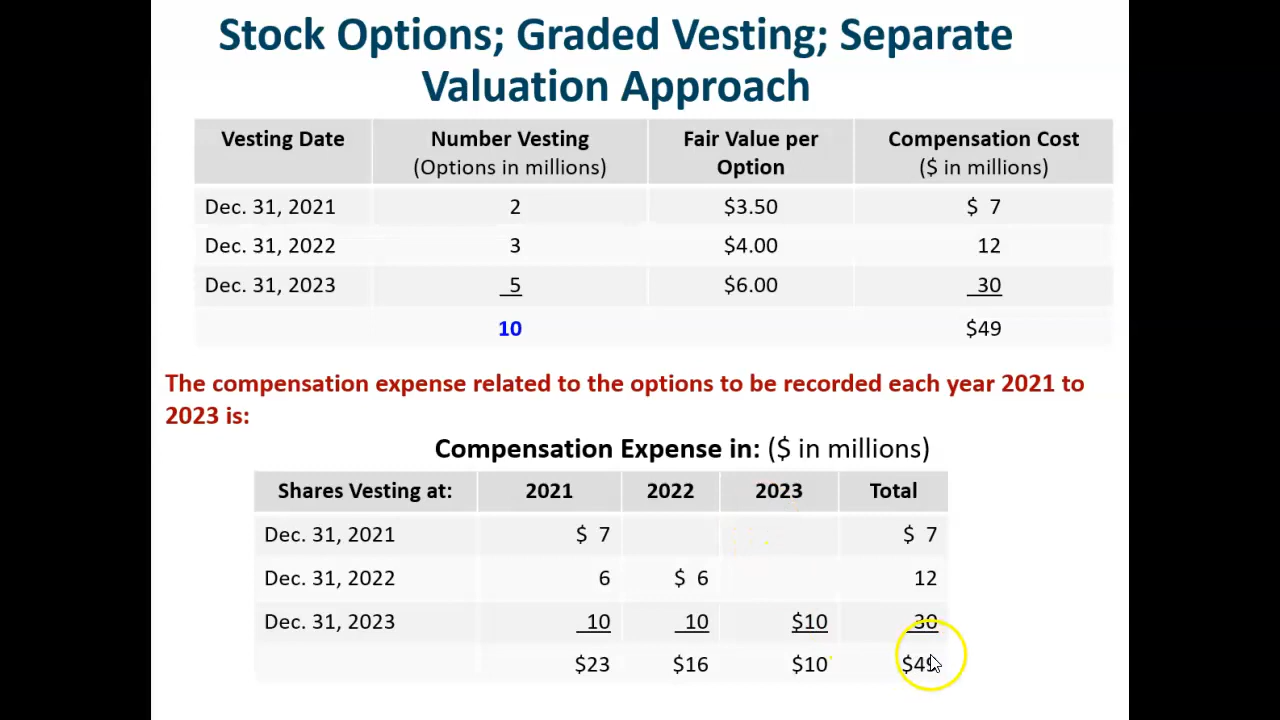 Stock Options; Graded Vesting; Separate
Valuation Approach
Vesting Date Number Vesting Fair Value per Compensation Cost
(Options in millions) Option ($ in millions)
Dec. 31, 2021 2 $3.50 $ 7
Dec. 31, 2022 3 $4.00 12
Dec. 31, 2023 5 $6.00 30
10 $49
The compensation expense related to the options to be recorded each year 2021 to
2023 is:
Compensation Expense in: ($ in millions)
Shares Vesting at: 2021 2022 2023 Total
Dec. 31, 2021 $ 7 $ 7
Dec. 31, 2022 6 $ 6 12
Dec. 31, 2023 10 10 $10 30
$23 $16 $10 $49